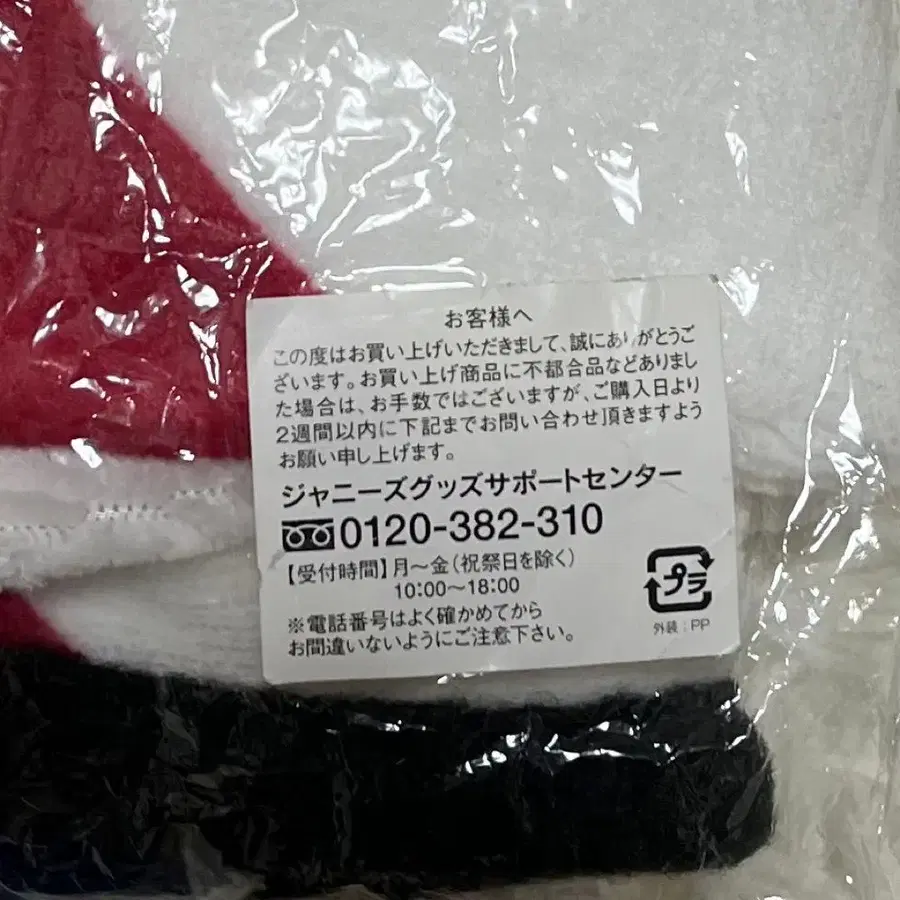 お客様へ
この度はお買い上げいただきまして、誠にありがとうご
ざいます。お買い上げ商品に不都合品などありまし
た場合は、お手数ではございますが、ご購入日より
2週間以内に下記までお問い合わせ頂きますよう
お願い申し上げます。
ジャニーズグッズサポートセンター
0120-382-310
【受付時間】月〜金（祝祭日を除く）
10:00〜18:00
※電話番号はよく確かめてから
お間違いないようにご注意下さい。
プラ
外装：PP